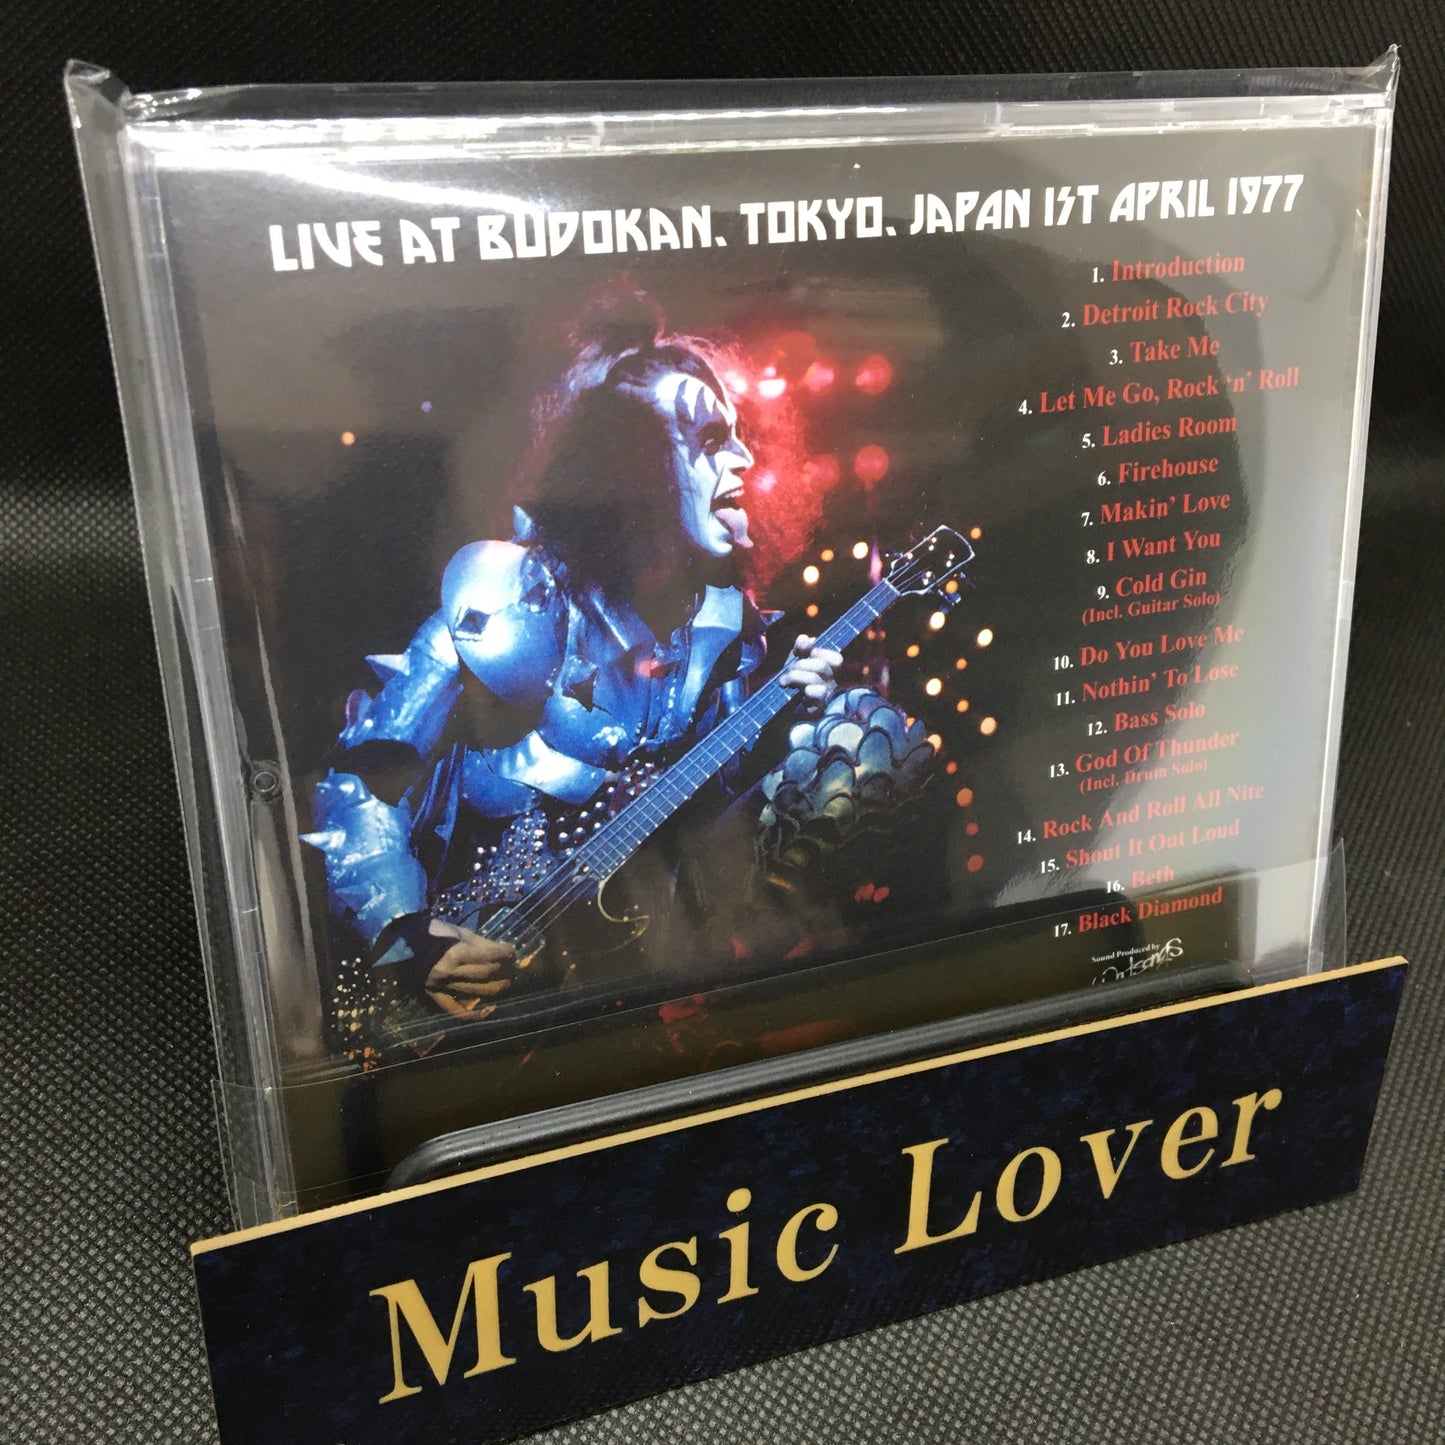 LIVE AT BUDOKAN, TOKYO, JAPAN 1ST APRIL 1977
1. Introduction
2. Detroit Rock City
3. Take Me
4. Let Me Go, Rock ‘n’ Roll
5. Ladies Room
6. Firehouse
7. Makin’ Love
8. I Want You
9. Cold Gin
(Incl. Guitar Solo)
10. Do You Love Me
11. Nothin’ To Lose
12. Bass Solo
13. God Of Thunder
(Incl. Drum Solo)
14. Rock And Roll All Nite
15. Shout It Out Loud
16. Beth
17. Black Diamond
Sound Produced by
Music Lover